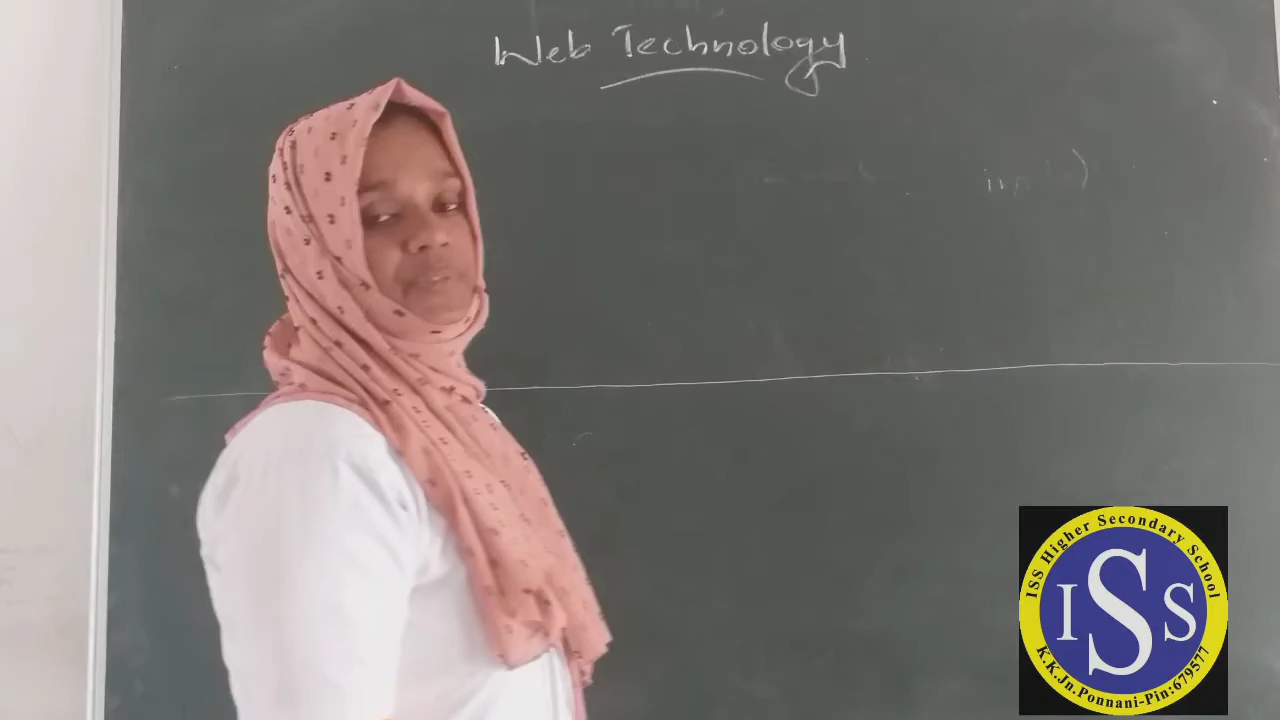 Web Technology
ISS Higher Secondary School
ISS
K.K.Jn.Ponnani-Pin:679577